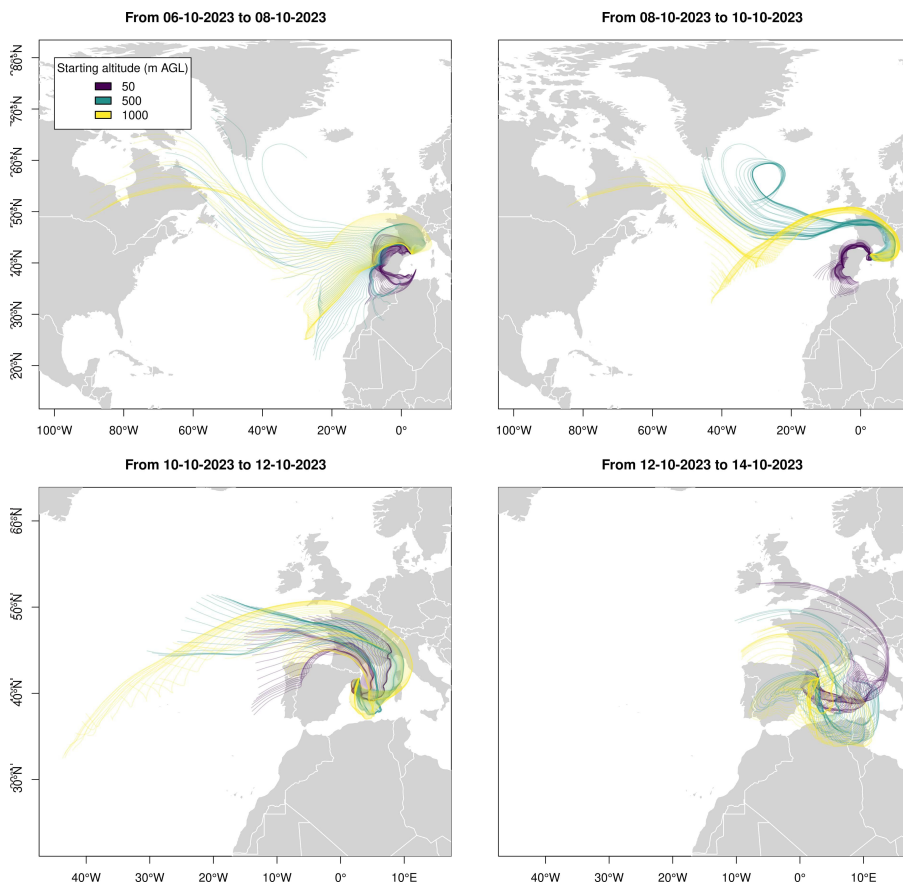 From 06-10-2023 to 08-10-2023
From 08-10-2023 to 10-10-2023
Starting altitude (m AGL)
50
500
1000
80°N
70°N
60°N
50°N
40°N
30°N
20°N
100°W 80°W 60°W 40°W 20°W 0°
100°W 80°W 60°W 40°W 20°W 0°
From 10-10-2023 to 12-10-2023
From 12-10-2023 to 14-10-2023
60°N
50°N
40°N
30°N
40°W 30°W 20°W 10°W 0° 10°E
40°W 30°W 20°W 10°W 0° 10°E